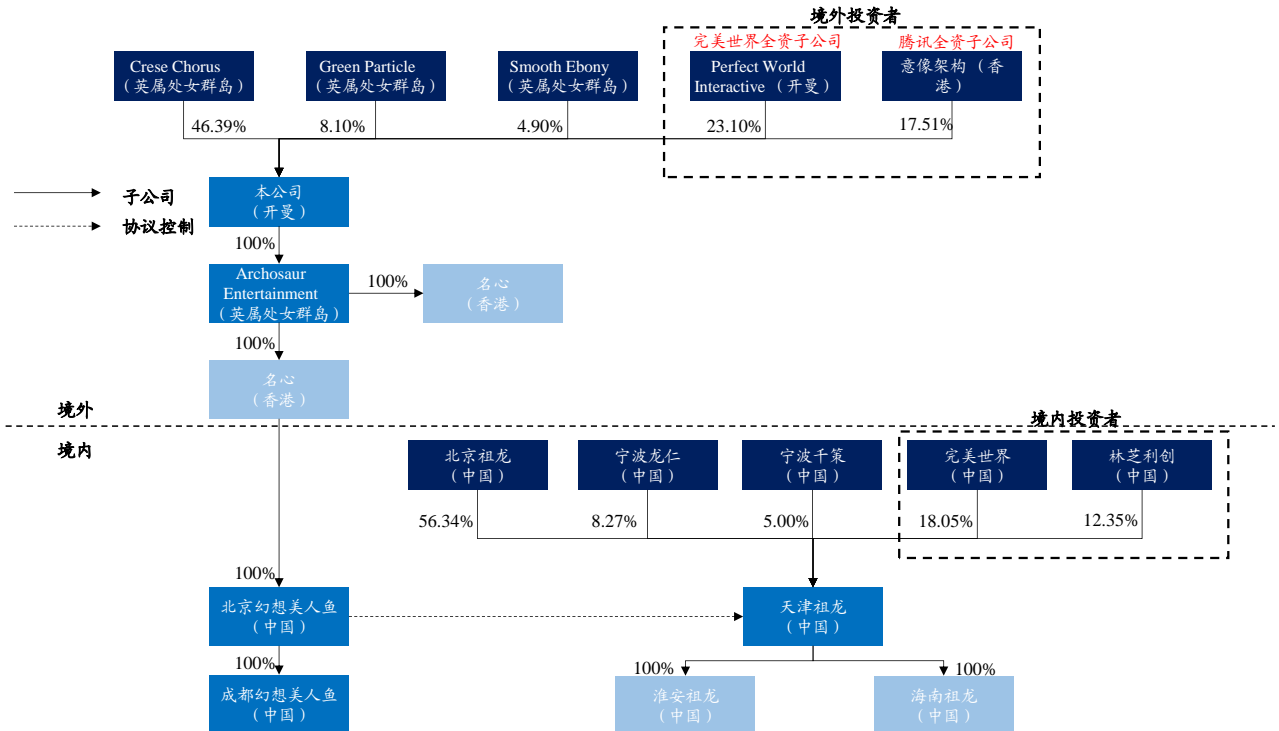 境外投资者
完美世界全资子公司
腾讯全资子公司
Crese Chorus
（英属处女群岛）
Green Particle
（英属处女群岛）
Smooth Ebony
（英属处女群岛）
Perfect World
Interactive（开曼）
意像架构（香
港）
46.39%
8.10%
4.90%
23.10%
17.51%
子公司
协议控制
本公司
（开曼）
100%
Archosaur
Entertainment
（英属处女群岛）
100%
名心
（香港）
100%
名心
（香港）
境外
境内投资者
境内
北京祖龙
（中国）
宁波龙仁
（中国）
宁波千策
（中国）
完美世界
（中国）
林芝利创
（中国）
56.34%
8.27%
5.00%
18.05%
12.35%
100%
北京幻想美人鱼
（中国）
天津祖龙
（中国）
100%
100%
100%
成都幻想美人鱼
（中国）
淮安祖龙
（中国）
海南祖龙
（中国）